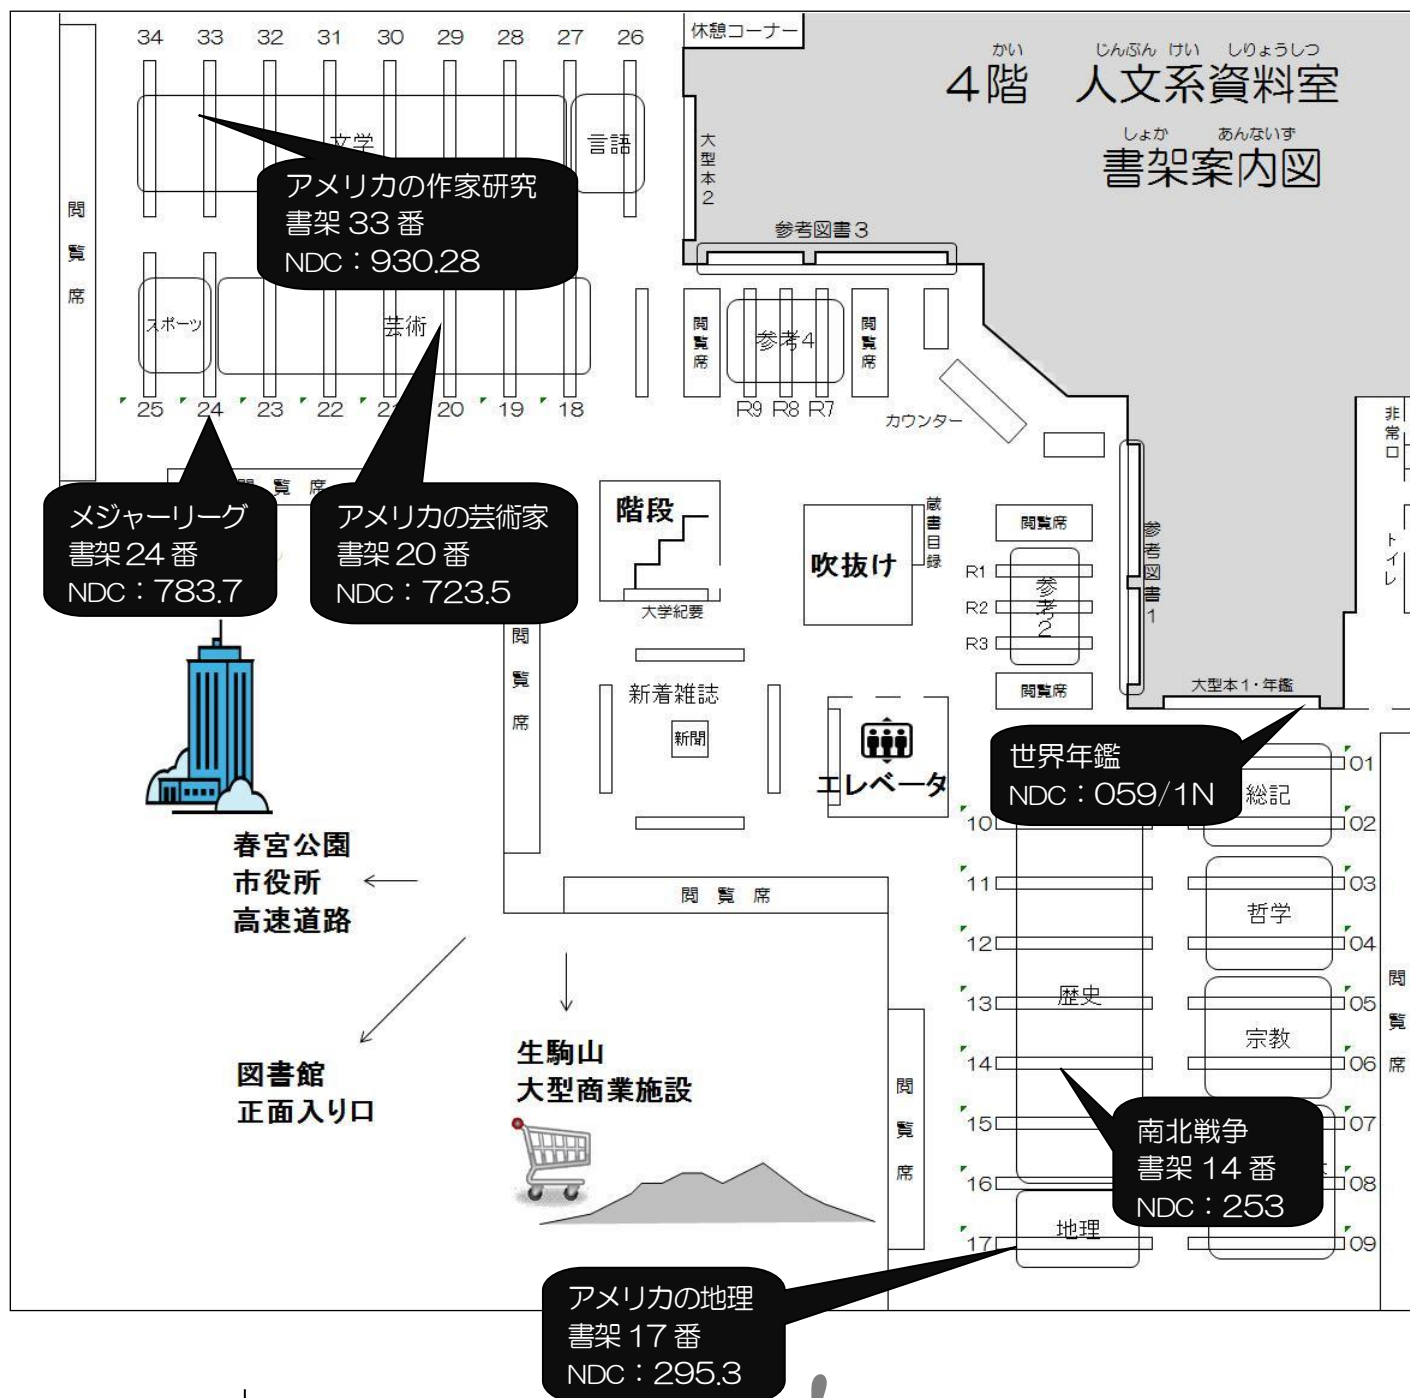 34 33 32 31 30 29 28 27 26
休憩コーナー
かい じんぶん けい しりょうしつ
4階 人文系資料室
しょか あんないず
書架案内図
文学
言語
大型本2
閲覧席
アメリカの作家研究
書架 33 番
NDC：930.28
参考図書3
スポーツ
芸術
閲覧席
参考4
閲覧席
25 24 23 22 21 20 19 18
R9 R8 R7
カウンター
非常口
閲覧席
メジャーリーグ
書架 24 番
NDC：783.7
アメリカの芸術家
書架 20 番
NDC：723.5
階段
大学紀要
吹抜け
蔵書目録
閲覧席
R1
R2
R3
参考2
閲覧席
参考図書1
トイレ
大型本1・年鑑
閲覧席
新着雑誌
新聞
エレベータ
世界年鑑
NDC：059/1N
総記
01
02
10
春宮公園
市役所
高速道路
閲覧席
11
03
哲学
12
04
13
歴史
05
宗教
閲覧席
14
06
図書館
正面入り口
生駒山
大型商業施設
閲覧席
15
07
南北戦争
書架 14 番
NDC：253
16
08
地理
17
09
アメリカの地理
書架 17 番
NDC：295.3